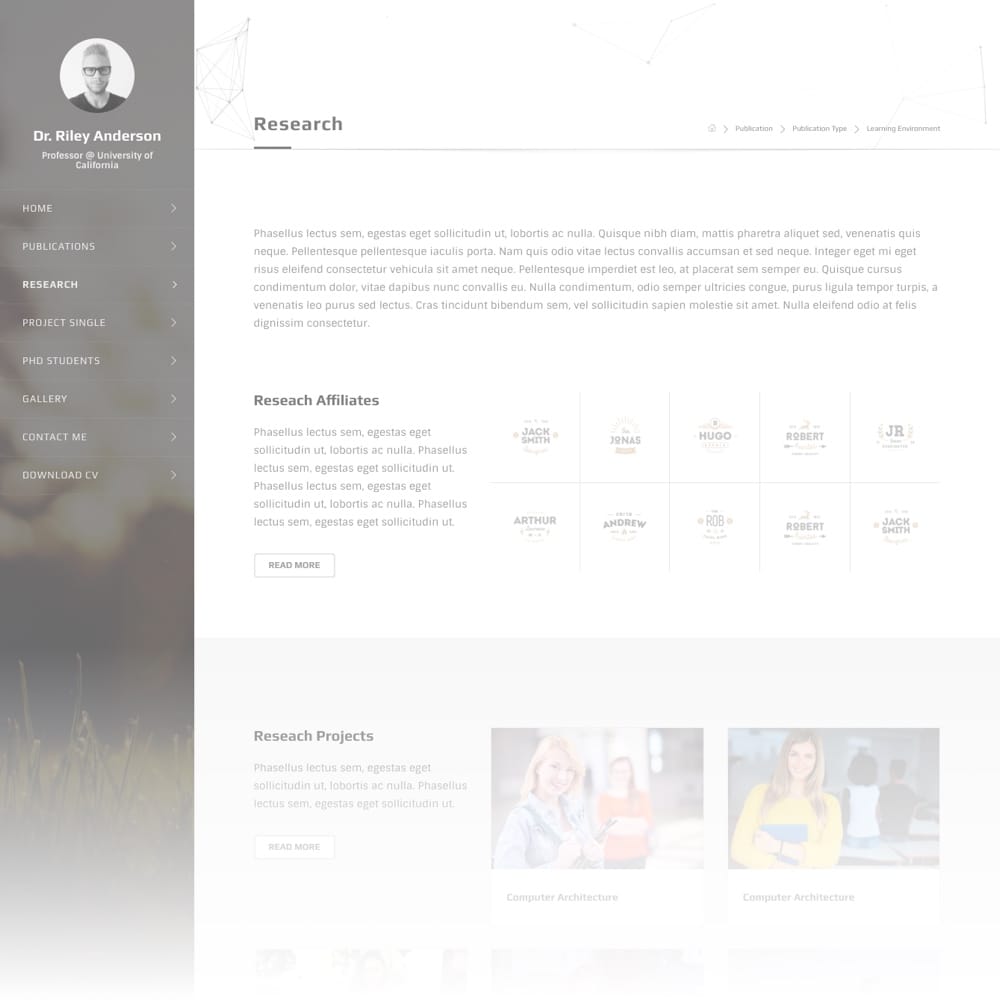 Dr. Riley Anderson
Professor @ University of
California
HOME
PUBLICATIONS
RESEARCH
PROJECT SINGLE
PHD STUDENTS
GALLERY
CONTACT ME
DOWNLOAD CV
Research
Publication
Publication Type
Learning Environment
Phasellus lectus sem, egestas eget sollicitudin ut, lobortis ac nulla. Quisque nibh diam, mattis pharetra aliquet sed, venenatis quis
neque. Pellentesque pellentesque iaculis porta. Nam quis odio vitae lectus convallis accumsan et sed neque. Integer eget mi eget
risus eleifend consectetur vehicula sit amet neque. Pellentesque imperdiet est leo, at placerat sem semper eu. Quisque cursus
condimentum dolor, vitae dapibus nunc convallis eu. Nulla condimentum, odio semper ultricies congue, purus ligula tempor turpis, a
venenatis leo purus sed lectus. Cras tincidunt bibendum sem, vel sollicitudin sapien molestie sit amet. Nulla eleifend odio at felis
dignissim consectetur.
Reseach Affiliates
Phasellus lectus sem, egestas eget
sollicitudin ut, lobortis ac nulla. Phasellus
lectus sem, egestas eget sollicitudin ut.
Phasellus lectus sem, egestas eget
sollicitudin ut, lobortis ac nulla. Phasellus
lectus sem, egestas eget sollicitudin ut.
READ MORE
JACK
SMITH
JONAS
HUGO
ROBERT
JR
ARTHUR
ANDREW
ROB
ROBERT
JACK
SMITH
Reseach Projects
Phasellus lectus sem, egestas eget
sollicitudin ut, lobortis ac nulla. Phasellus
lectus sem, egestas eget sollicitudin ut.
READ MORE
Computer Architecture
Computer Architecture